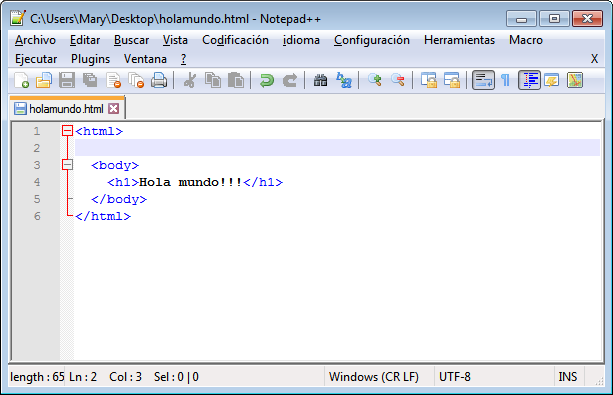 C:\Users\Mary\Desktop\holamundo.html - Notepad++
Archivo Editar Buscar Vista Codificación idioma Configuración Herramientas Macro
Ejecutar Plugins Ventana ? X
holamundo.html
1 <html>
2
3 <body>
4 <h1>Hola mundo!!!</h1>
5 </body>
6 </html>
length : 65 Ln : 2 Col : 3 Sel : 0 | 0 Windows (CR LF) UTF-8 INS